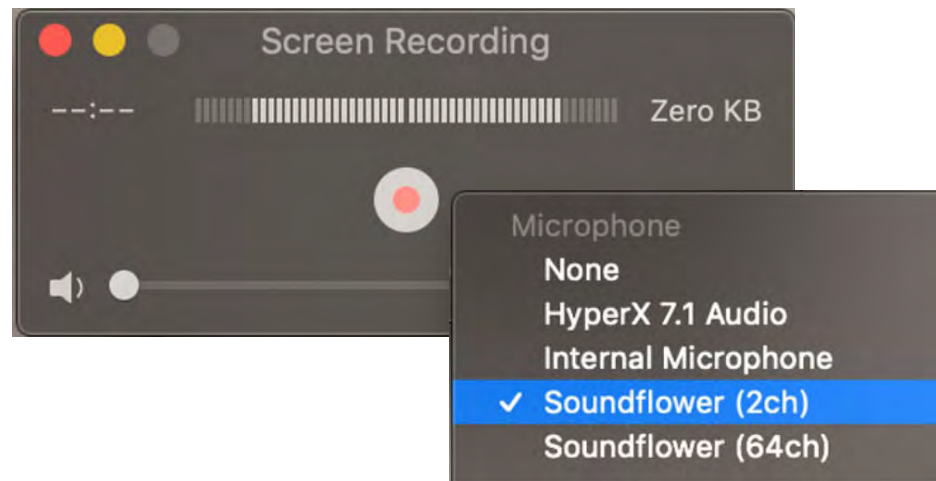 Screen Recording
--:-- Zero KB
Microphone
None
HyperX 7.1 Audio
Internal Microphone
✓ Soundflower (2ch)
Soundflower (64ch)